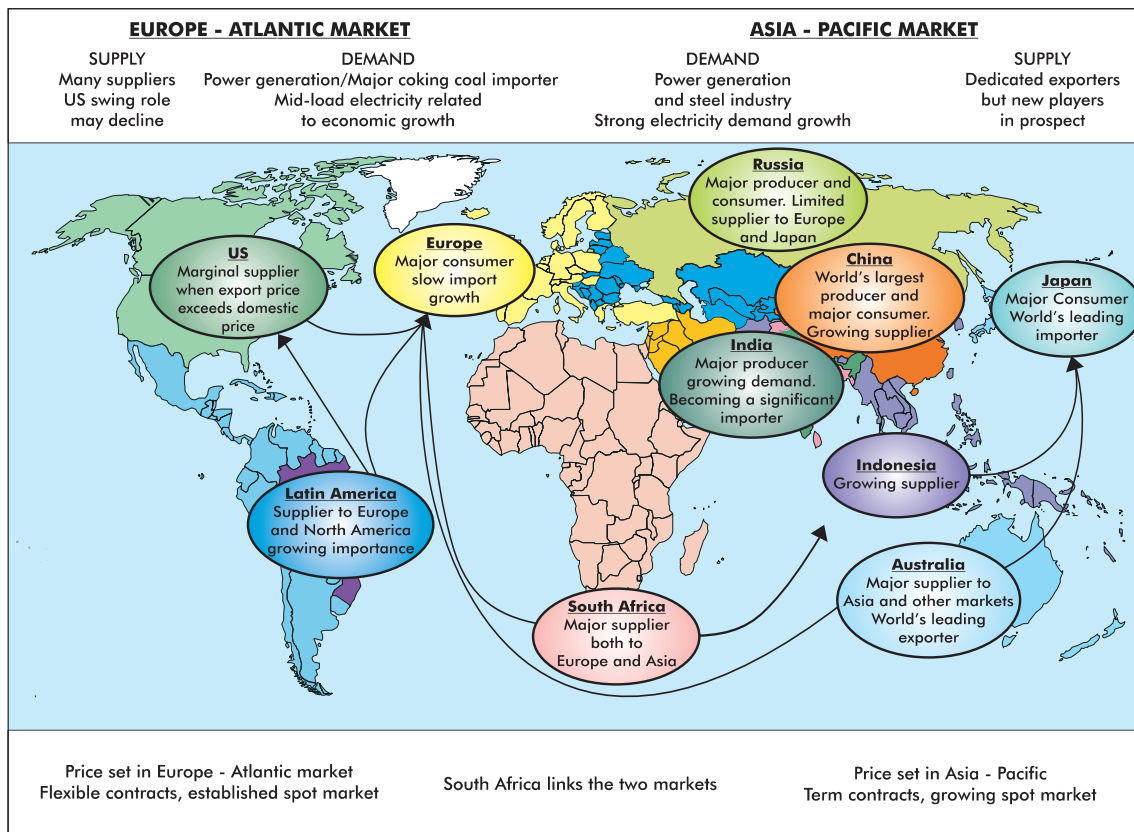 EUROPE - ATLANTIC MARKET
SUPPLY
Many suppliers
US swing role
may decline
DEMAND
Power generation/Major coking coal importer
Mid-load electricity related
to economic growth
ASIA - PACIFIC MARKET
DEMAND
Power generation
and steel industry
Strong electricity demand growth
SUPPLY
Dedicated exporters
but new players
in prospect
Russia
Major producer and
consumer. Limited
supplier to Europe
and Japan
US
Marginal supplier
when export price
exceeds domestic
price
Europe
Major consumer
slow import
growth
China
World's largest
producer and
major consumer.
Growing supplier
Japan
Major Consumer
World's leading
importer
India
Major producer
growing demand.
Becoming a significant
importer
Indonesia
Growing supplier
Latin America
Supplier to Europe
and North America
growing importance
Australia
Major supplier to
Asia and other markets
World's leading
exporter
South Africa
Major supplier
both to
Europe and Asia
Price set in Europe - Atlantic market
Flexible contracts, established spot market
South Africa links the two markets
Price set in Asia - Pacific
Term contracts, growing spot market